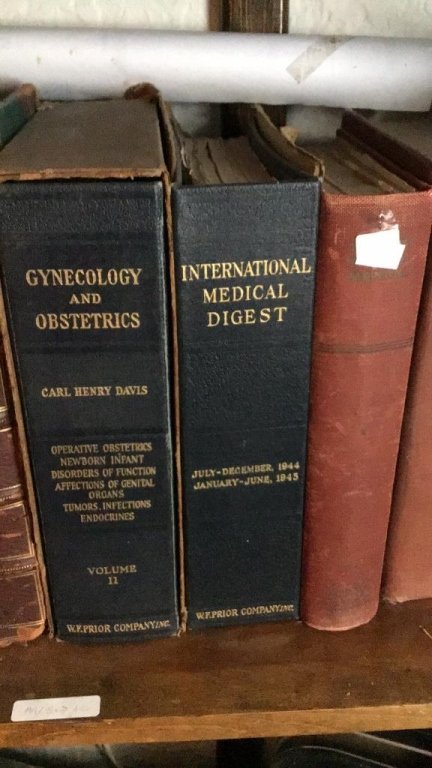 GYNECOLOGY
AND
OBSTETRICS
CARL HENRY DAVIS
OPERATIVE OBSTETRICS
NEWBORN INFANT
DISORDERS OF FUNCTION
AFFECTIONS OF GENITAL
ORGANS
TUMORS, INFECTIONS
ENDOCRINES
VOLUME
II
W.F. PRIOR COMPANY INC.
INTERNATIONAL
MEDICAL
DIGEST
JULY-DECEMBER, 1944
JANUARY-JUNE, 1945
W.F. PRIOR COMPANY INC.